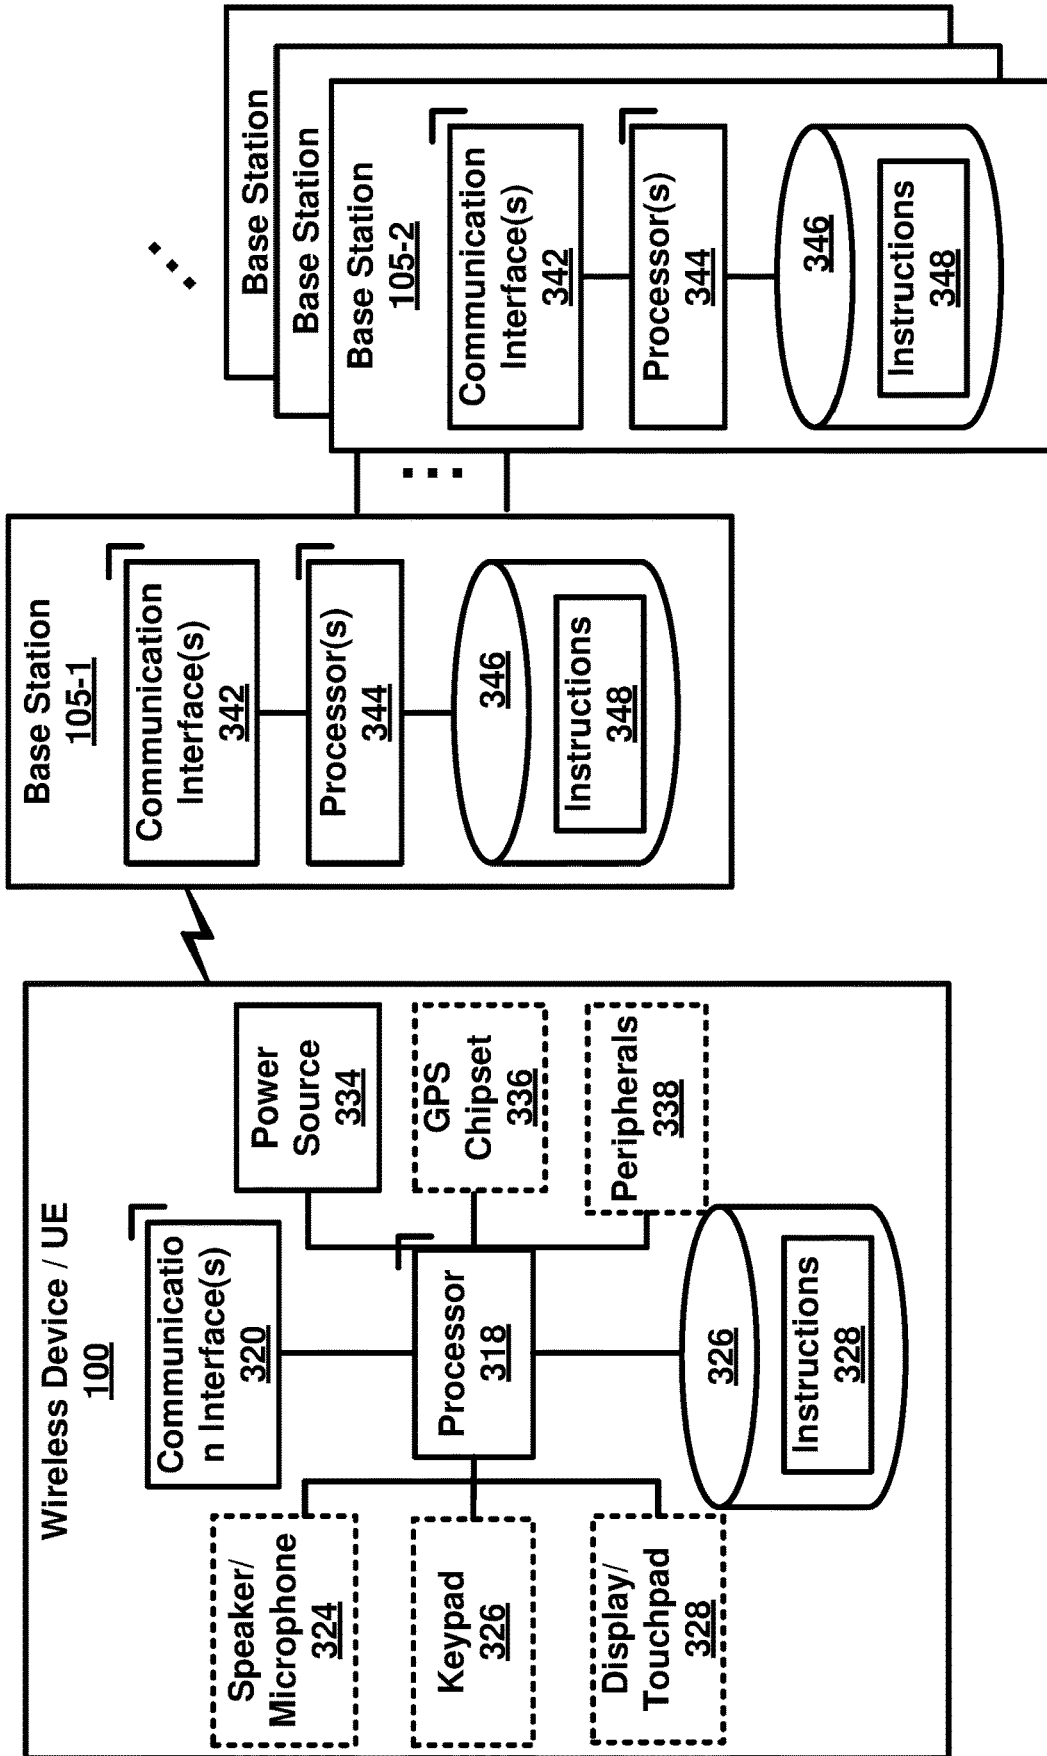 Wireless Device / UE
100
Communicatio
n Interface(s)
320
Speaker/
Microphone
324
Power
Source
334
Processor
318
Keypad
326
GPS
Chipset
336
Display/
Touchpad
328
Peripherals
338
326
Instructions
328
Base Station
105-1
Communication
Interface(s)
342
Processor(s)
344
346
Instructions
348
Base Station
Base Station
Base Station
105-2
Communication
Interface(s)
342
Processor(s)
344
346
Instructions
348